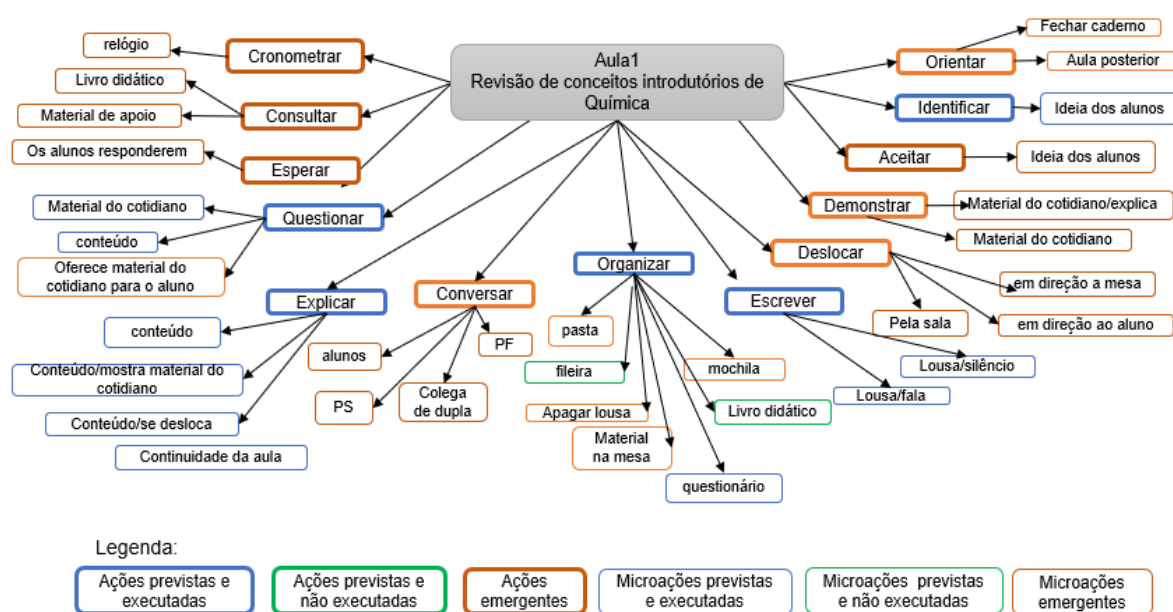 Aula1
Revisão de conceitos introdutórios de
Química
Cronometrar
relógio
Livro didático
Consultar
Material de apoio
Os alunos responderem
Esperar
Material do cotidiano
Questionar
conteúdo
Oferece material do
cotidiano para o aluno
Explicar
conteúdo
Conteúdo/mostra material do
cotidiano
Conteúdo/se desloca
Continuidade da aula
Conversar
alunos
PS
Colega
de dupla
PF
Organizar
pasta
fileira
Apagar lousa
Material
na mesa
questionário
Livro didático
mochila
Escrever
Lousa/silêncio
Lousa/fala
Deslocar
em direção a mesa
em direção ao aluno
Pela sala
Demonstrar
Material do cotidiano/explica
Material do cotidiano
Aceitar
Ideia dos alunos
Identificar
Ideia dos alunos
Orientar
Fechar caderno
Aula posterior
Legenda:
Ações previstas e
executadas
Ações previstas e
não executadas
Ações
emergentes
Microações previstas
e executadas
Microações previstas
e não executadas
Microações
emergentes